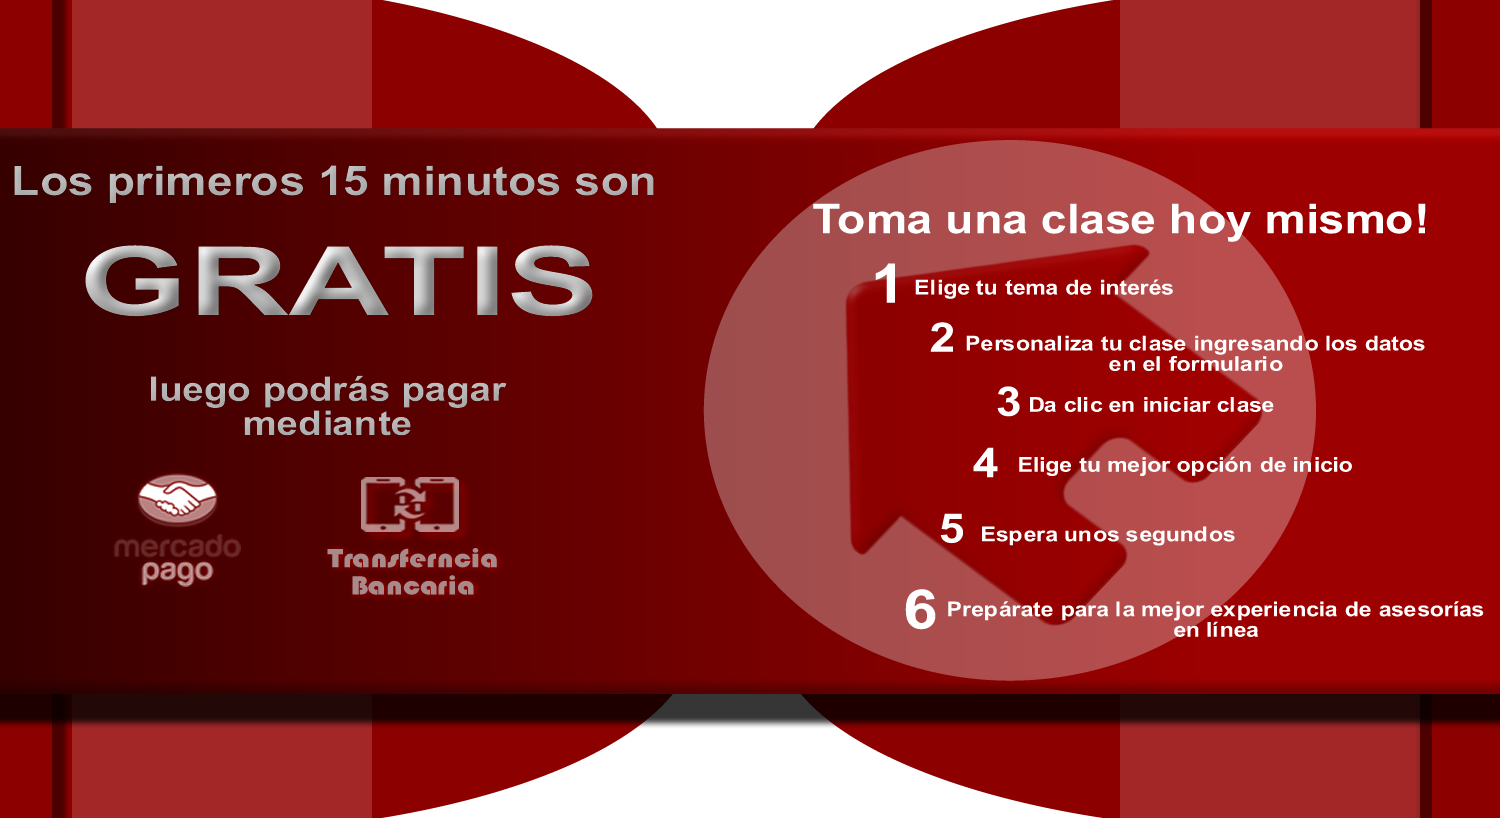 Los primeros 15 minutos son
GRATIS
luego podrás pagar
mediante
mercado
pago
Transferncia
Bancaria
Toma una clase hoy mismo!
1 Elige tu tema de interés
2 Personaliza tu clase ingresando los datos
en el formulario
3 Da clic en iniciar clase
4 Elige tu mejor opción de inicio
5 Espera unos segundos
6 Prepárate para la mejor experiencia de asesorías
en línea